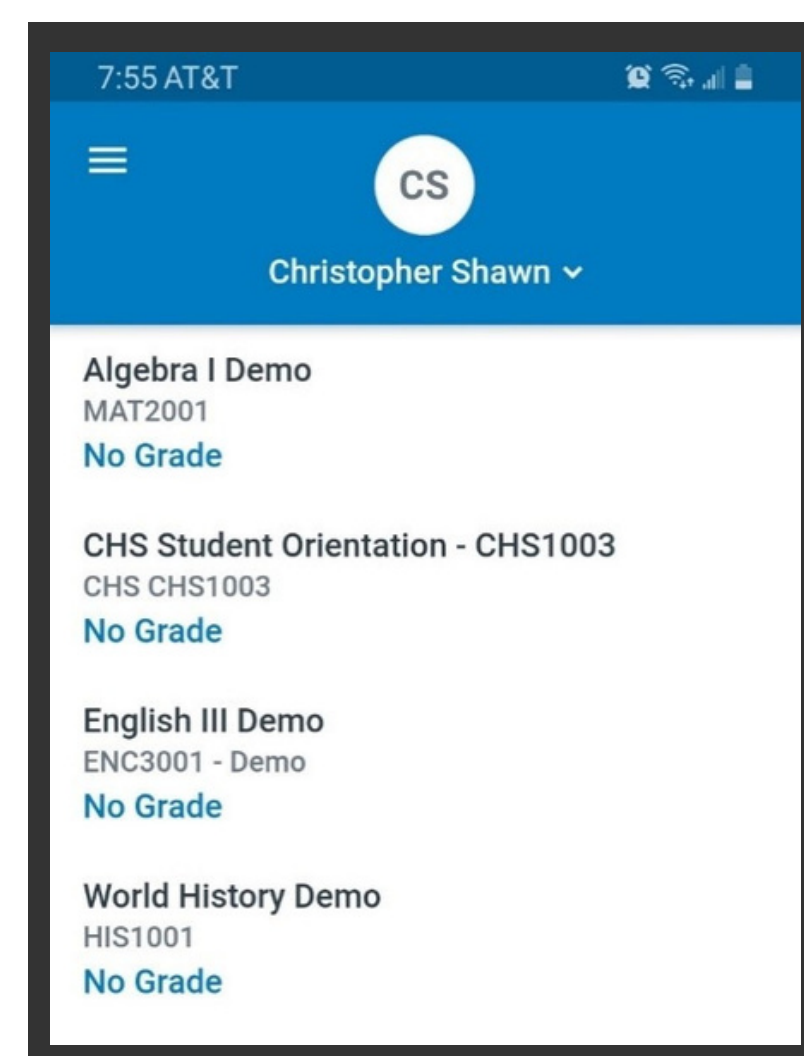 7:55 AT&T
CS
Christopher Shawn
Algebra I Demo
MAT2001
No Grade
CHS Student Orientation - CHS1003
CHS CHS1003
No Grade
English III Demo
ENC3001 - Demo
No Grade
World History Demo
HIS1001
No Grade